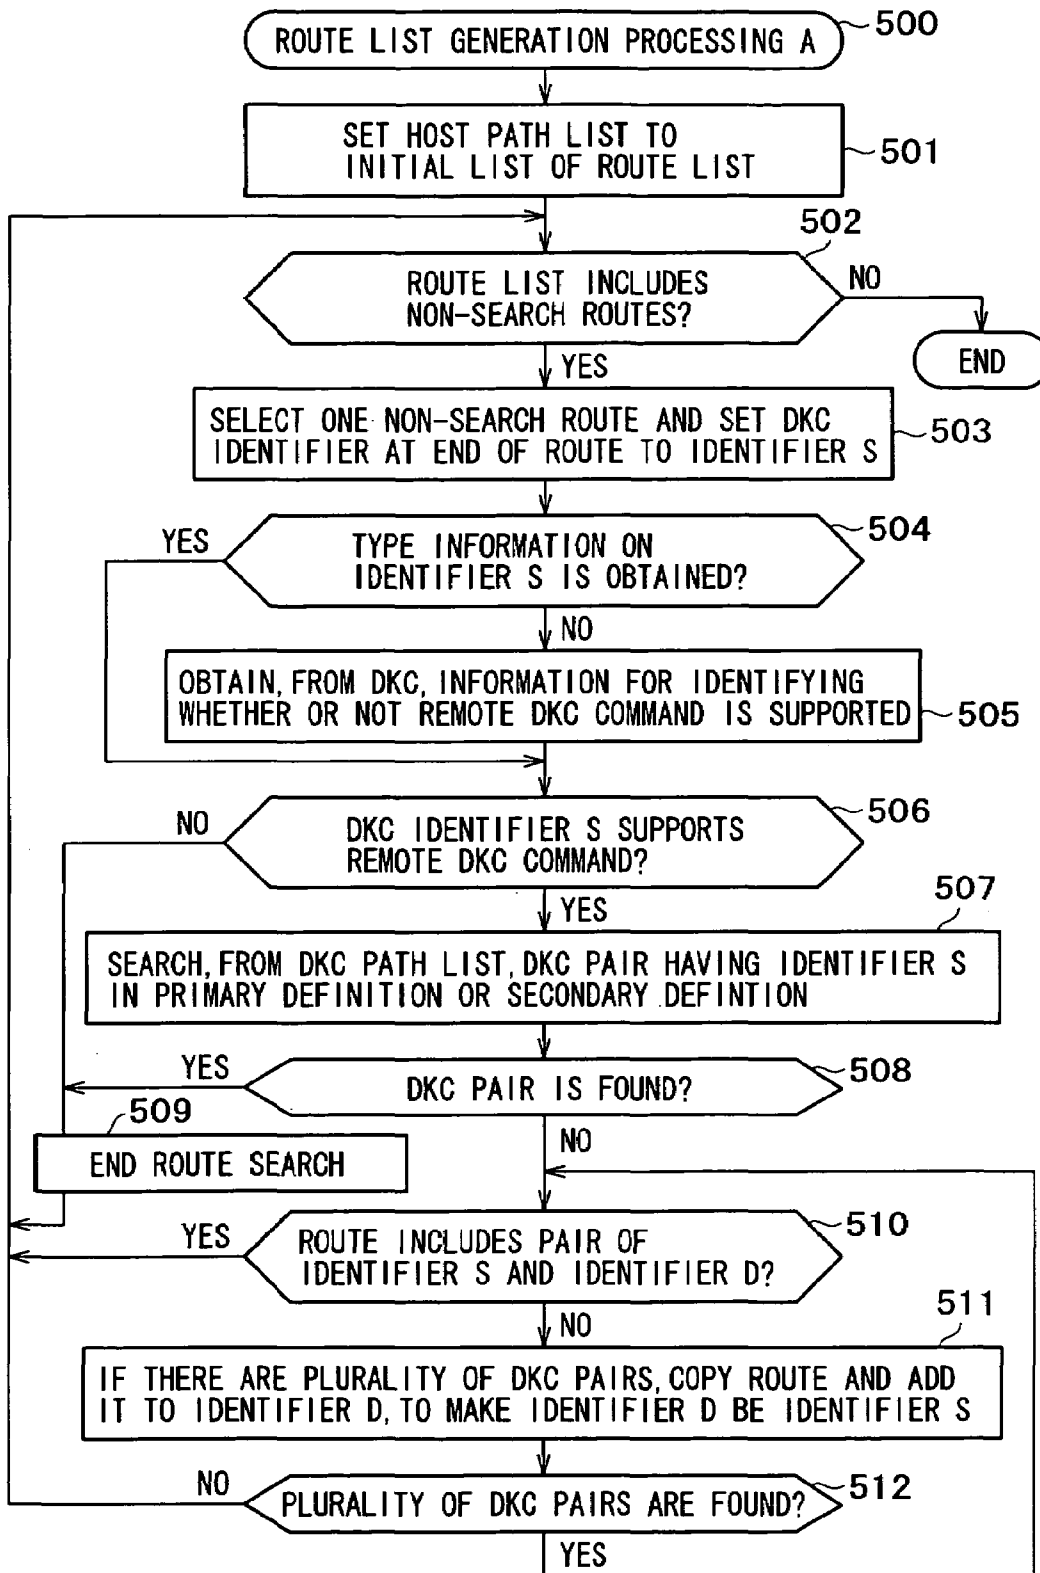 ROUTE LIST GENERATION PROCESSING A
500
SET HOST PATH LIST TO
INITIAL LIST OF ROUTE LIST
501
502
ROUTE LIST INCLUDES
NON-SEARCH ROUTES?
NO
END
YES
SELECT ONE NON-SEARCH ROUTE AND SET DKC
IDENTIFIER AT END OF ROUTE TO IDENTIFIER S
503
504
YES
TYPE INFORMATION ON
IDENTIFIER S IS OBTAINED?
NO
OBTAIN, FROM DKC, INFORMATION FOR IDENTIFYING
WHETHER OR NOT REMOTE DKC COMMAND IS SUPPORTED
505
506
NO
DKC IDENTIFIER S SUPPORTS
REMOTE DKC COMMAND?
YES
507
SEARCH, FROM DKC PATH LIST, DKC PAIR HAVING IDENTIFIER S
IN PRIMARY DEFINITION OR SECONDARY DEFINTION
YES
DKC PAIR IS FOUND?
508
509
NO
END ROUTE SEARCH
510
YES
ROUTE INCLUDES PAIR OF
IDENTIFIER S AND IDENTIFIER D?
NO
511
IF THERE ARE PLURALITY OF DKC PAIRS, COPY ROUTE AND ADD
IT TO IDENTIFIER D, TO MAKE IDENTIFIER D BE IDENTIFIER S
NO
PLURALITY OF DKC PAIRS ARE FOUND?
512
YES